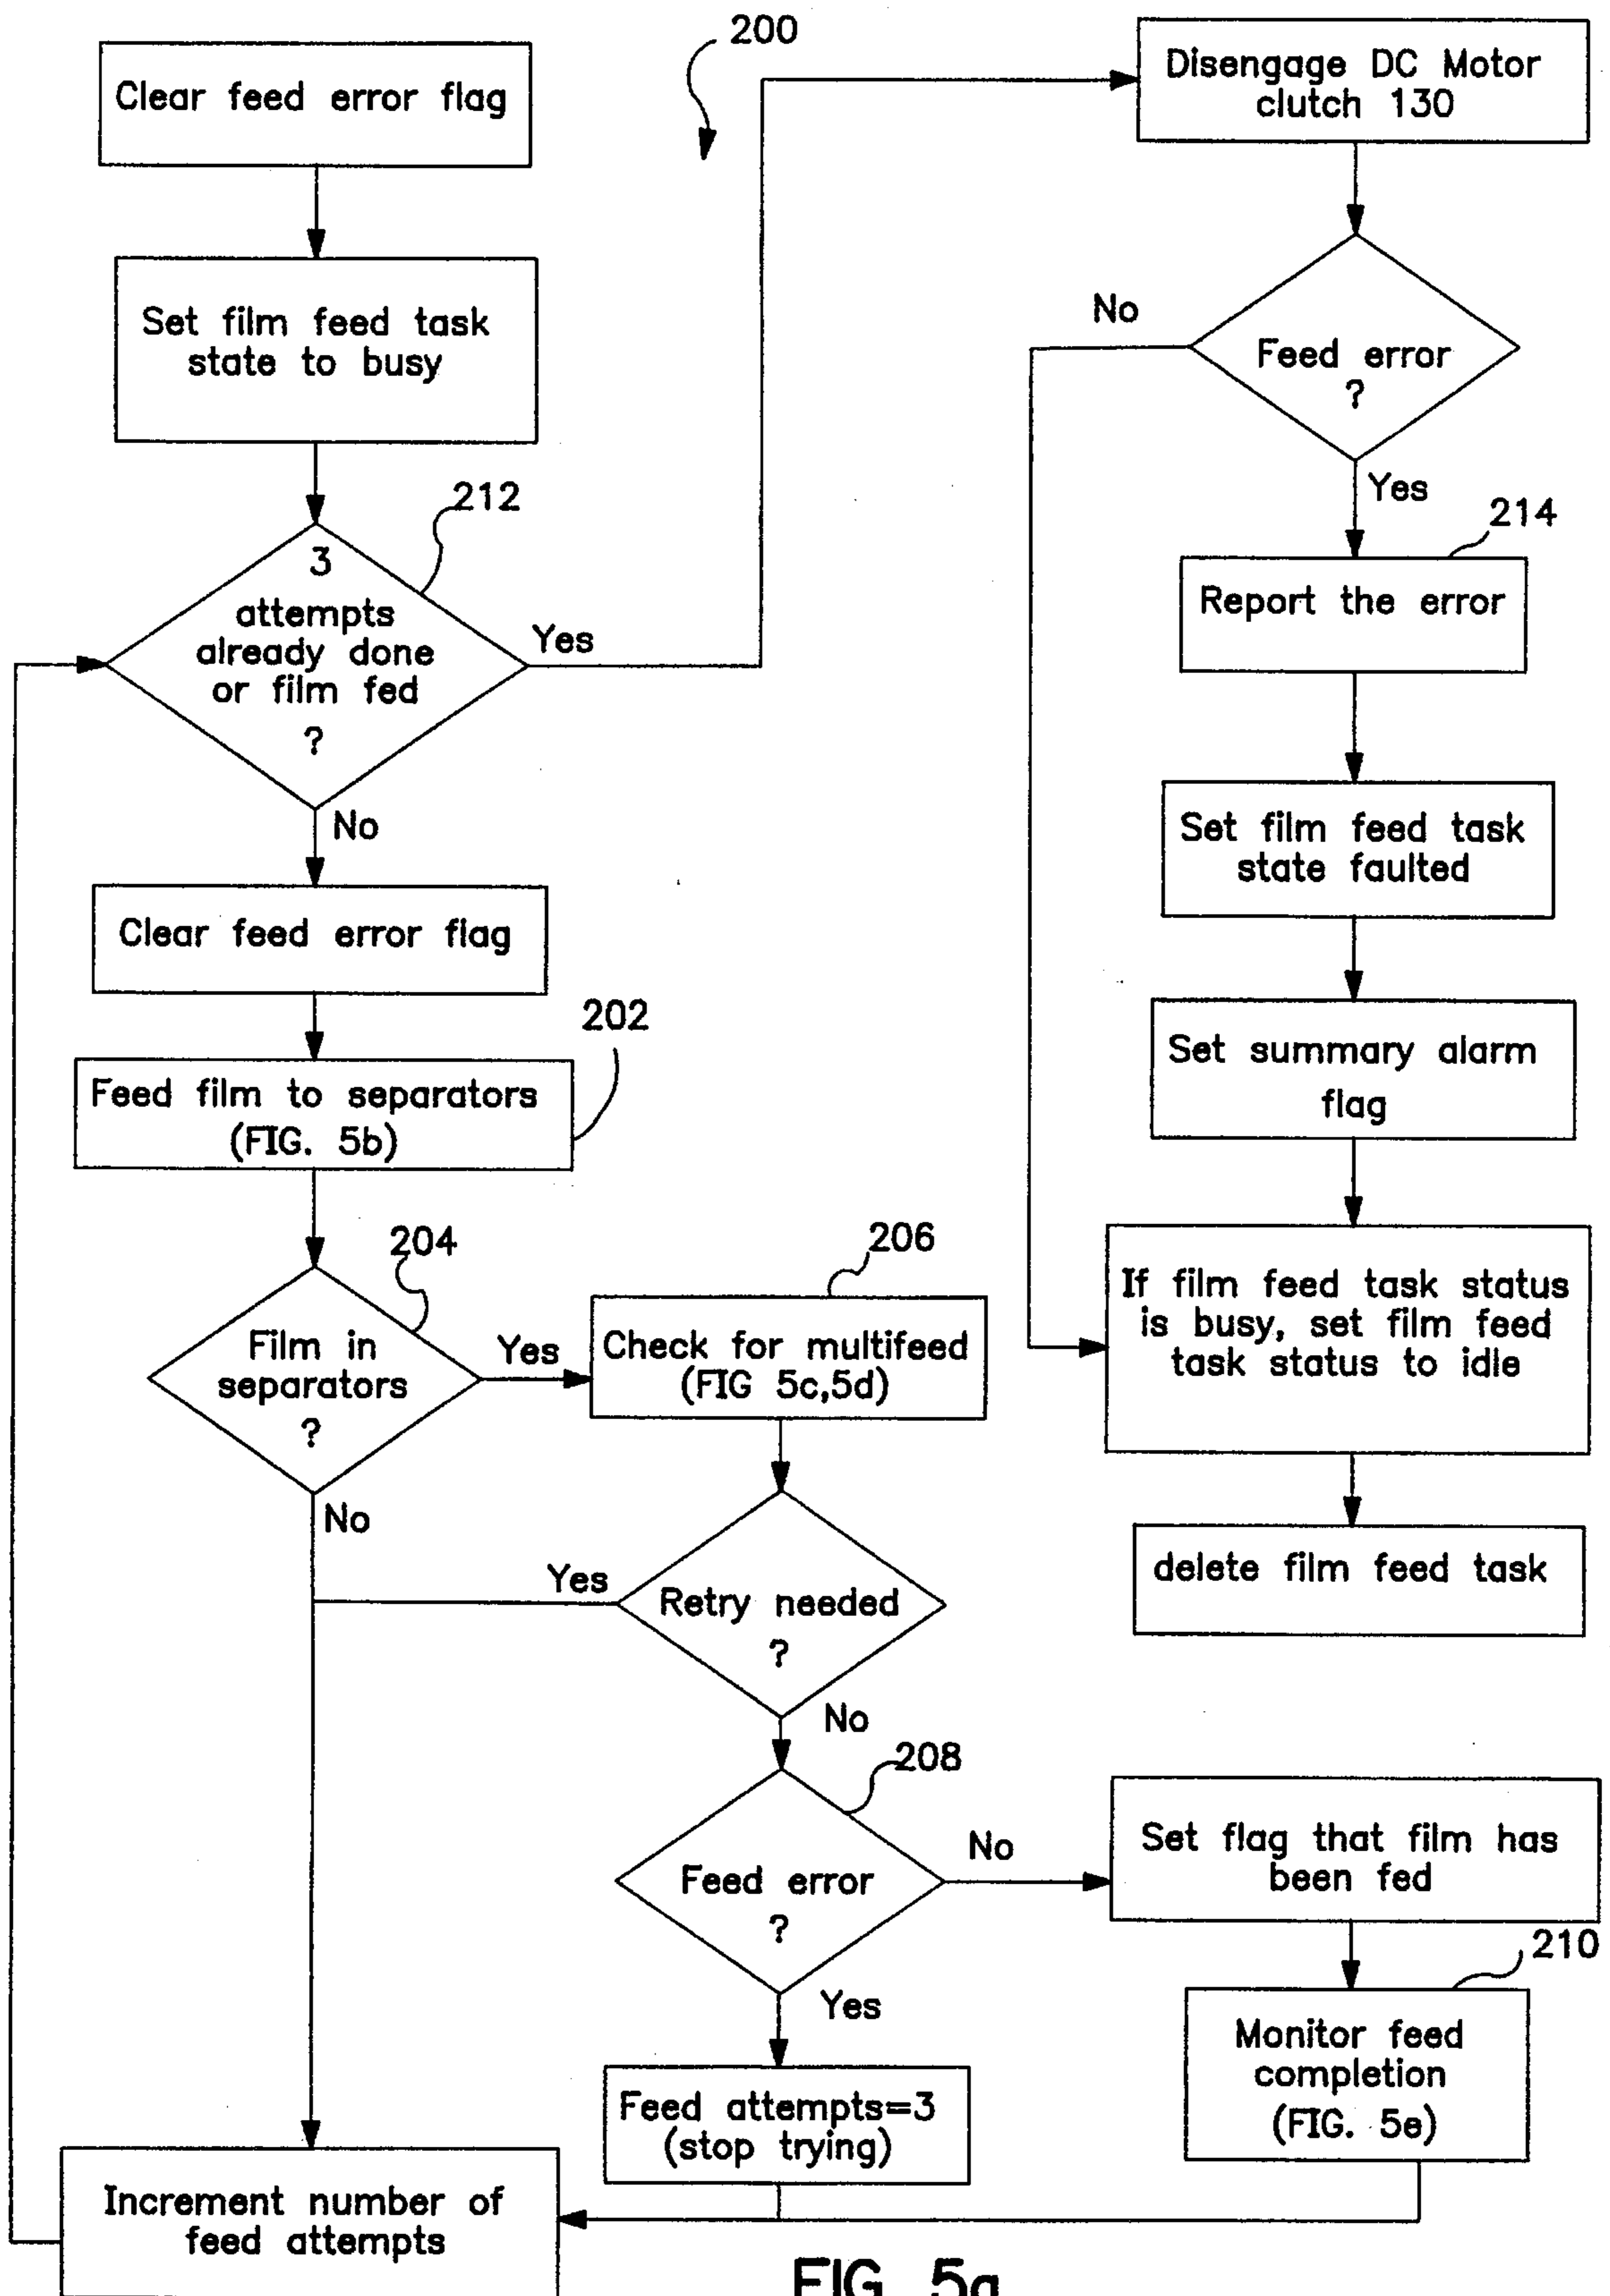 200
Clear feed error flag
Set film feed task
state to busy
212
3
attempts
already done
or film fed
?
Yes
No
Clear feed error flag
202
Feed film to separators
(FIG. 5b)
204
Film in
separators
?
Yes
No
206
Check for multifeed
(FIG 5c,5d)
Retry needed
?
Yes
No
208
Feed error
?
No
Yes
Feed attempts=3
(stop trying)
Set flag that film has
been fed
210
Monitor feed
completion
(FIG. 5e)
Increment number of
feed attempts
Disengage DC Motor
clutch 130
Feed error
?
No
Yes
214
Report the error
Set film feed task
state faulted
Set summary alarm
flag
If film feed task status
is busy, set film feed
task status to idle
delete film feed task
FIG. 5a